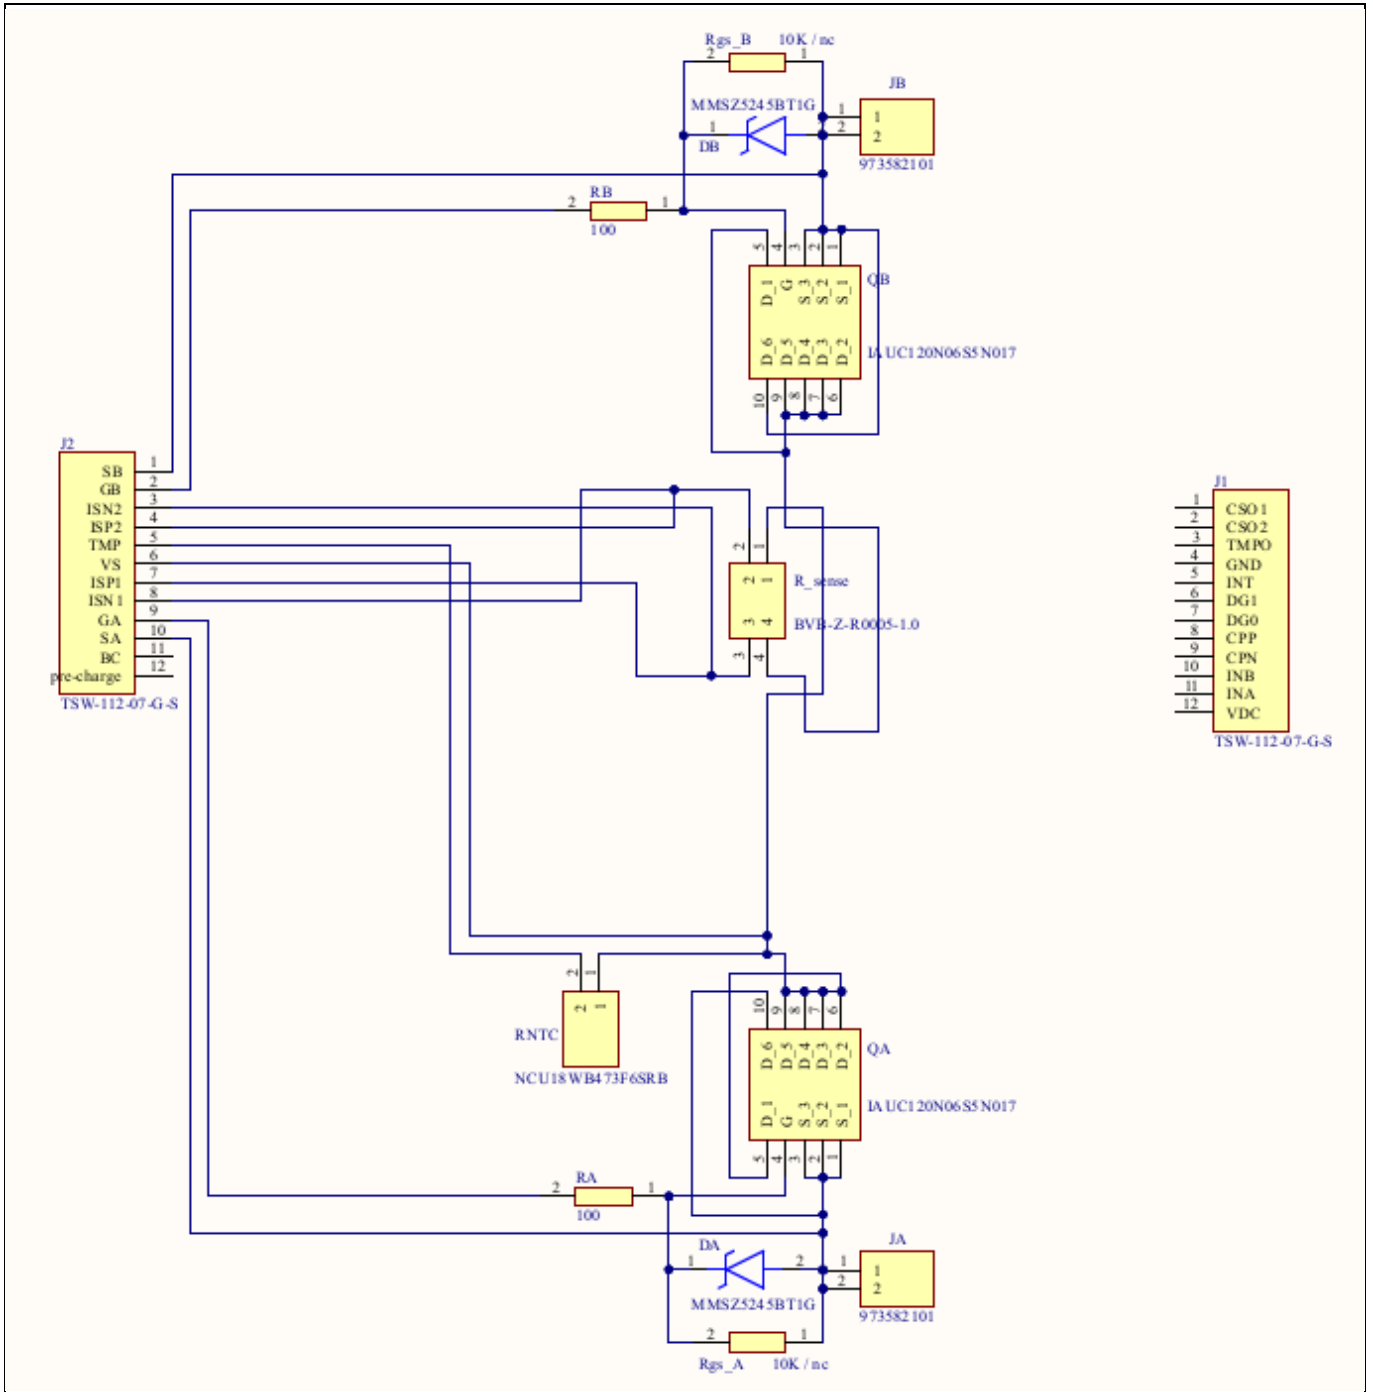 Rgs_B 10K / nc
2 1
JB
MMSZ5245BT1G
1
DB
1 1
2 2
973582101
RB
2 1
100
5 4 3 2 1
D_1 G S_3 S_2 S_1
QB
D_6 D_5 D_4 D_3 D_2
IAUC120N06S5N017
10 9 8 7 6
J2
SB 1
GB 2
ISN2 3
ISP2 4
TMP 5
VS 6
ISP1 7
ISN1 8
GA 9
SA 10
BC 11
pre-charge 12
TSW-112-07-G-S
2 1
2 1
R_sense
3 4
BVB-Z-R0005-1.0
3 4
J1
1 CSO1
2 CSO2
3 TMPO
4 GND
5 INT
6 DG1
7 DG0
8 CPP
9 CPN
10 INB
11 INA
12 VDC
TSW-112-07-G-S
2 1
2 1
RNTC
NCU18WB473F6SRB
10 9 8 7 6
D_6 D_5 D_4 D_3 D_2
QA
D_1 G S_3 S_2 S_1
IAUC120N06S5N017
5 4 3 2 1
RA
2 1
100
DA
1 2
MMSZ5245BT1G
JA
1 1
2 2
973582101
2 1
Rgs_A 10K / nc